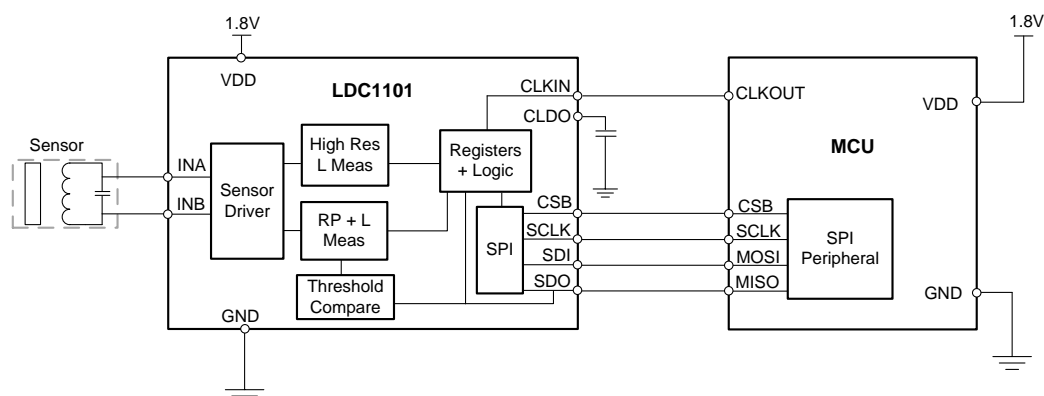 1.8V
VDD
LDC1101
CLKIN
CLDO
Sensor
INA
INB
Sensor
Driver
High Res
L Meas
Registers
+ Logic
RP + L
Meas
Threshold
Compare
SPI
CSB
SCLK
SDI
SDO
GND
1.8V
CLKOUT
VDD
MCU
CSB
SCLK
MOSI
MISO
SPI
Peripheral
GND